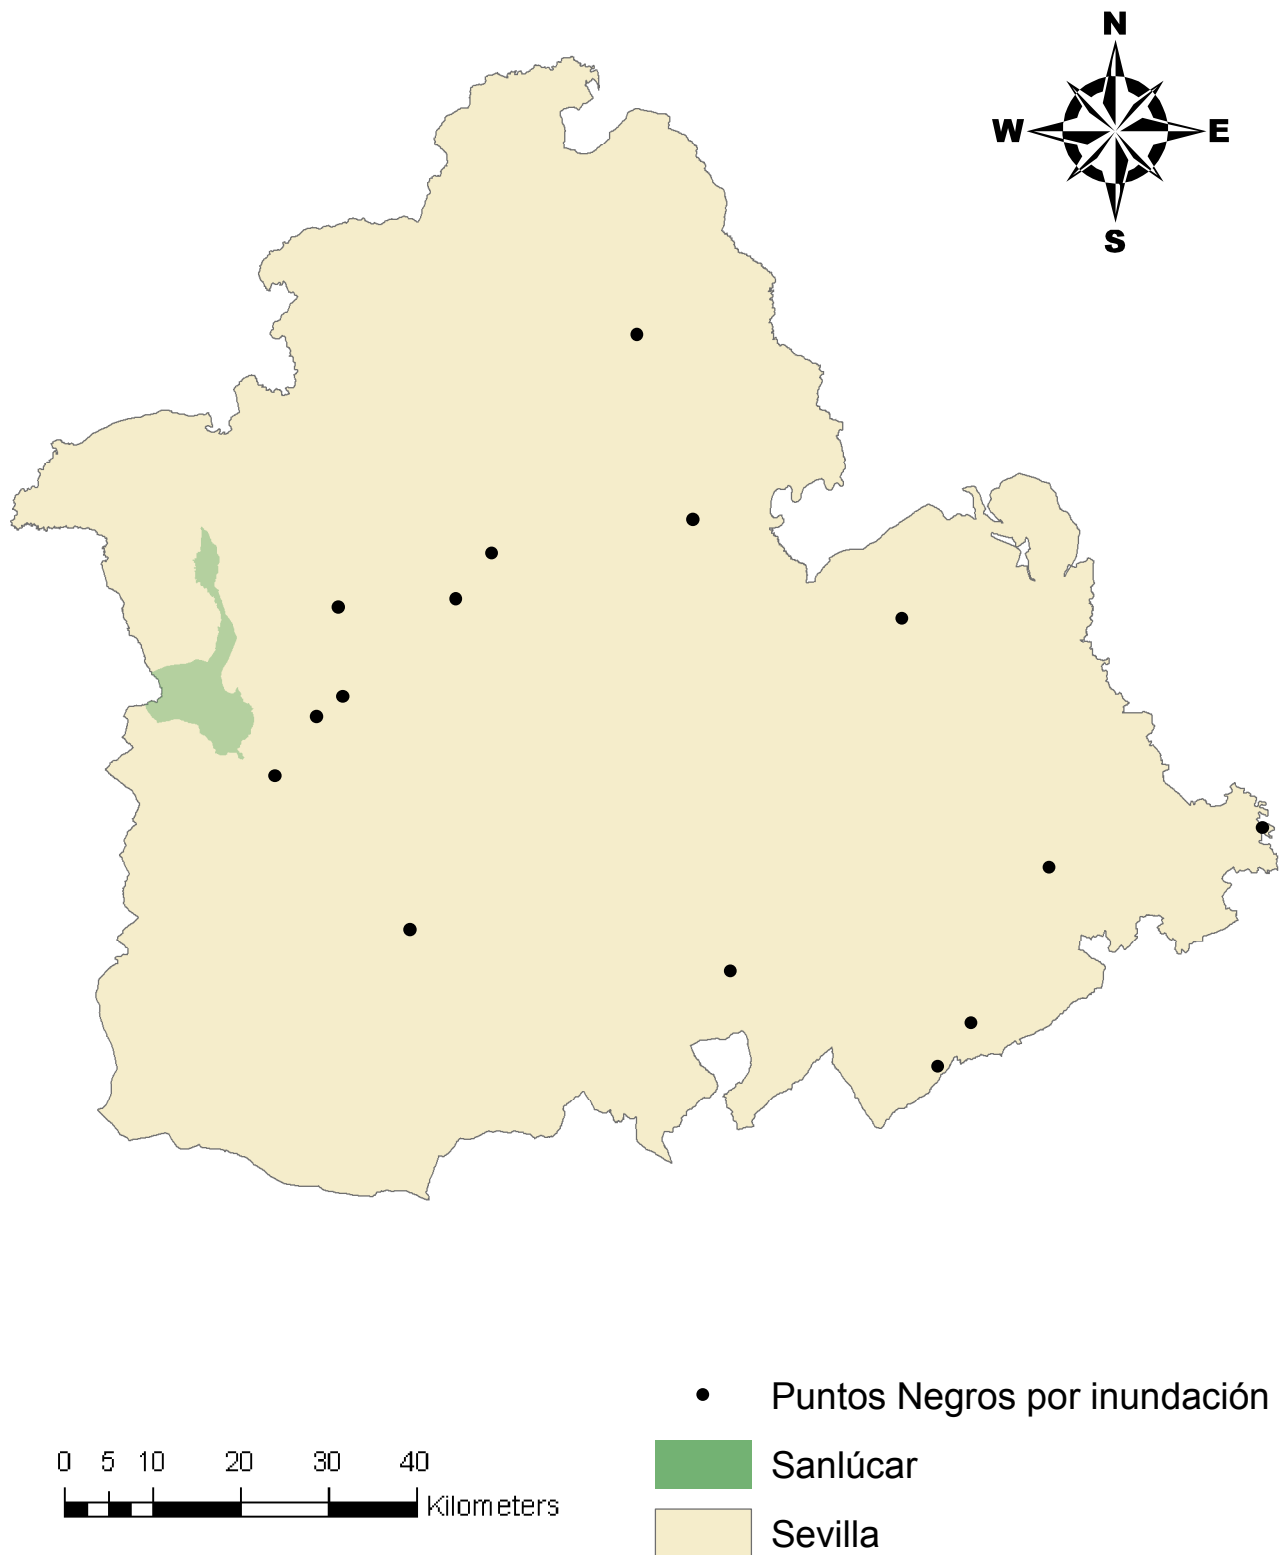 N
W E
S
Puntos Negros por inundación
0 5 10 20 30 40
Kilometers
Sanlúcar
Sevilla